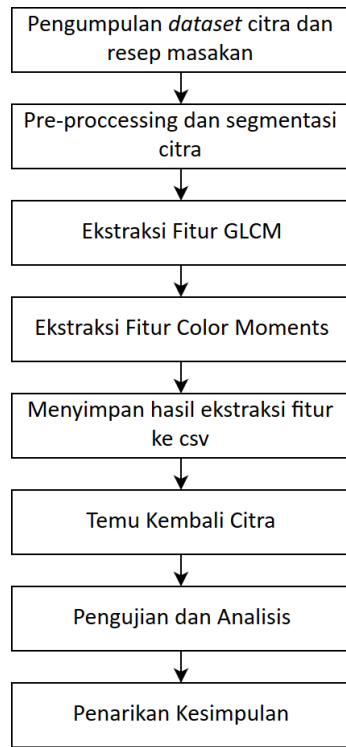 Pengumpulan dataset citra dan
resep masakan
Pre-proccessing dan segmentasi
citra
Ekstraksi Fitur GLCM
Ekstraksi Fitur Color Moments
Menyimpan hasil ekstraksi fitur
ke csv
Temu Kembali Citra
Pengujian dan Analisis
Penarikan Kesimpulan